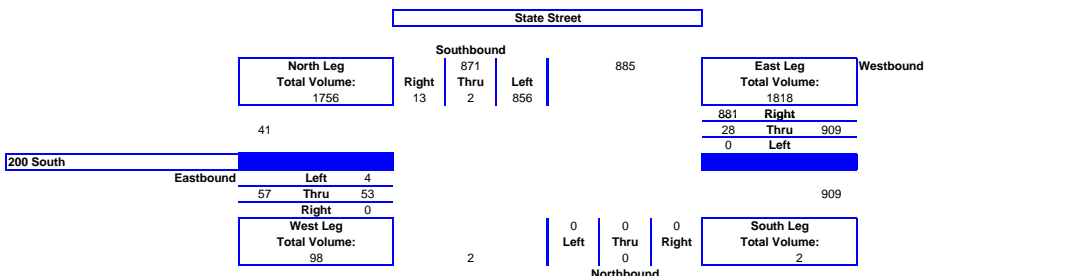 State Street
Southbound
North Leg 871 885 East Leg Westbound
Total Volume: Right Thru Left Total Volume:
1756 13 2 856 1818
881 Right
41 28 Thru 909
0 Left
200 South
Eastbound Left 4
57 Thru 53 909
Right 0
West Leg 0 0 0 South Leg
Total Volume: Left Thru Right Total Volume:
98 2 0 2
Northbound